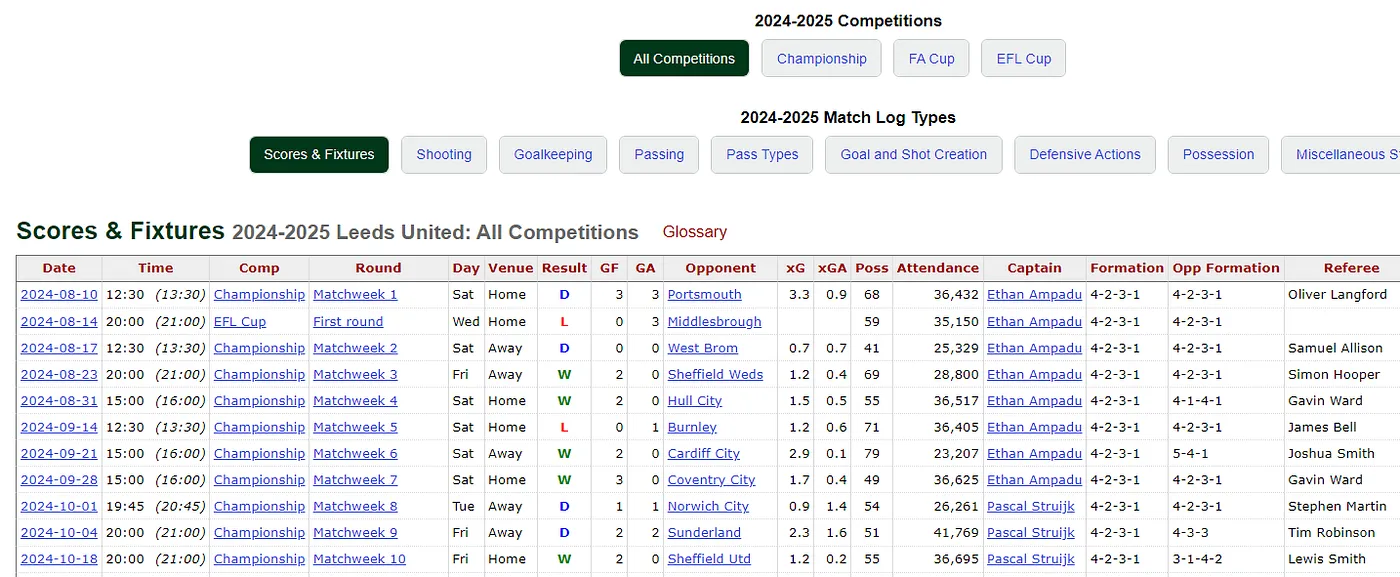 2024-2025 Competitions
All Competitions Championship FA Cup EFL Cup
2024-2025 Match Log Types
Scores & Fixtures Shooting Goalkeeping Passing Pass Types Goal and Shot Creation Defensive Actions Possession Miscellaneous S
Scores & Fixtures 2024-2025 Leeds United: All Competitions Glossary
Date Time Comp Round Day Venue Result GF GA Opponent xG xGA Poss Attendance Captain Formation Opp Formation Referee
2024-08-10 12:30 (13:30) Championship Matchweek 1 Sat Home D 3 3 Portsmouth 3.3 0.9 68 36,432 Ethan Ampadu 4-2-3-1 4-2-3-1 Oliver Langford
2024-08-14 20:00 (21:00) EFL Cup First round Wed Home L 0 3 Middlesbrough 59 35,150 Ethan Ampadu 4-2-3-1 4-2-3-1
2024-08-17 12:30 (13:30) Championship Matchweek 2 Sat Away D 0 0 West Brom 0.7 0.7 41 25,329 Ethan Ampadu 4-2-3-1 4-2-3-1 Samuel Allison
2024-08-23 20:00 (21:00) Championship Matchweek 3 Fri Away W 2 0 Sheffield Weds 1.2 0.4 69 28,800 Ethan Ampadu 4-2-3-1 4-2-3-1 Simon Hooper
2024-08-31 15:00 (16:00) Championship Matchweek 4 Sat Home W 2 0 Hull City 1.5 0.5 55 36,517 Ethan Ampadu 4-2-3-1 4-1-4-1 Gavin Ward
2024-09-14 12:30 (13:30) Championship Matchweek 5 Sat Home L 0 1 Burnley 1.2 0.6 71 36,405 Ethan Ampadu 4-2-3-1 4-2-3-1 James Bell
2024-09-21 15:00 (16:00) Championship Matchweek 6 Sat Away W 2 0 Cardiff City 2.9 0.1 79 23,207 Ethan Ampadu 4-2-3-1 5-4-1 Joshua Smith
2024-09-28 15:00 (16:00) Championship Matchweek 7 Sat Home W 3 0 Coventry City 1.7 0.4 49 36,625 Ethan Ampadu 4-2-3-1 4-2-3-1 Gavin Ward
2024-10-01 19:45 (20:45) Championship Matchweek 8 Tue Away D 1 1 Norwich City 0.9 1.4 54 26,261 Pascal Struijk 4-2-3-1 4-2-3-1 Stephen Martin
2024-10-04 20:00 (21:00) Championship Matchweek 9 Fri Away D 2 2 Sunderland 2.3 1.6 51 41,769 Pascal Struijk 4-2-3-1 4-3-3 Tim Robinson
2024-10-18 20:00 (21:00) Championship Matchweek 10 Fri Home W 2 0 Sheffield Utd 1.2 0.2 55 36,695 Pascal Struijk 4-2-3-1 3-1-4-2 Lewis Smith